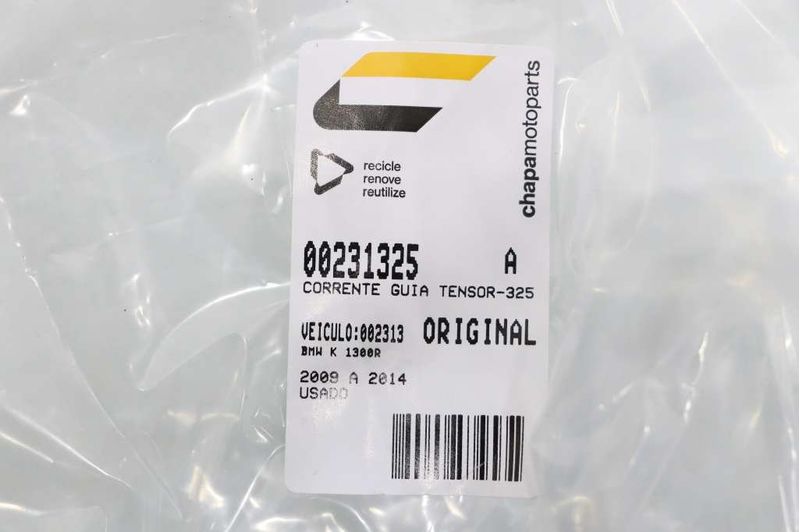 chapamotoparts
recicle
renove
reutilize
00231325 A
CORRENTE GUIA TENSOR-325
VEICULO:002313 ORIGINAL
BMW K 1300R
2009 A 2014
USADO